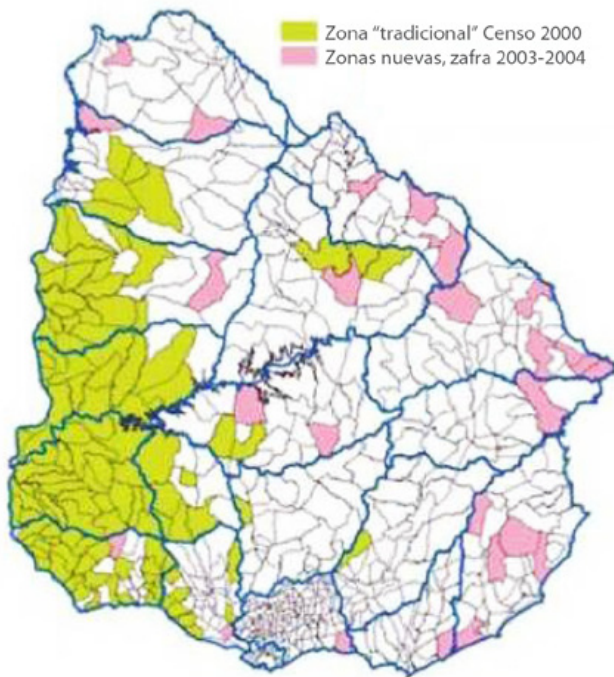 Zona “tradicional” Censo 2000
Zonas nuevas, zafra 2003-2004